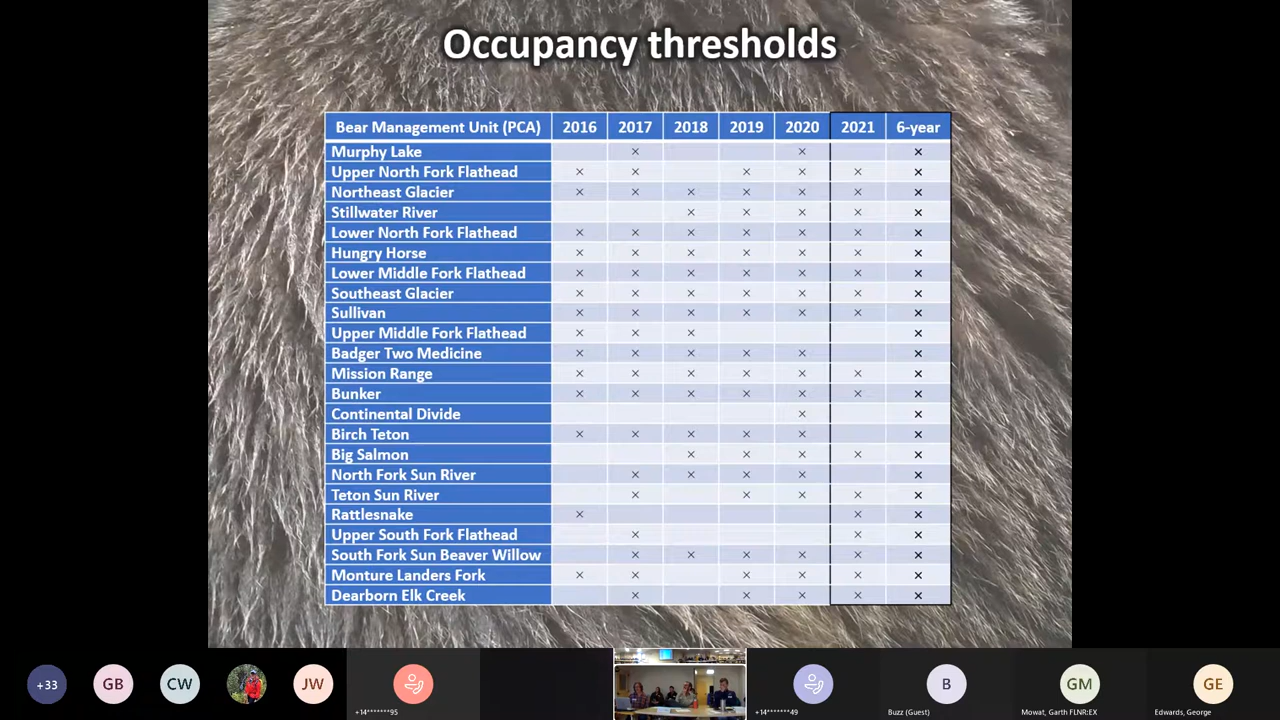 Occupancy thresholds
Bear Management Unit (PCA) 2016 2017 2018 2019 2020 2021 6-year
Murphy Lake × × ×
Upper North Fork Flathead × × × × × ×
Northeast Glacier × × × × × × ×
Stillwater River × × × × ×
Lower North Fork Flathead × × × × × × ×
Hungry Horse × × × × × × ×
Lower Middle Fork Flathead × × × × × × ×
Southeast Glacier × × × × × × ×
Sullivan × × × × × × ×
Upper Middle Fork Flathead × × × ×
Badger Two Medicine × × × × × ×
Mission Range × × × × × × ×
Bunker × × × × × × ×
Continental Divide × ×
Birch Teton × × × × × ×
Big Salmon × × × × ×
North Fork Sun River × × × × ×
Teton Sun River × × × × ×
Rattlesnake × × ×
Upper South Fork Flathead × × ×
South Fork Sun Beaver Willow × × × × × ×
Monture Landers Fork × × × × × ×
Dearborn Elk Creek × × × × ×
+33 GB CW JW B GM GE
+14*******95 +14*******49 Buzz (Guest) Mowat, Garth FLNR:EX Edwards, George